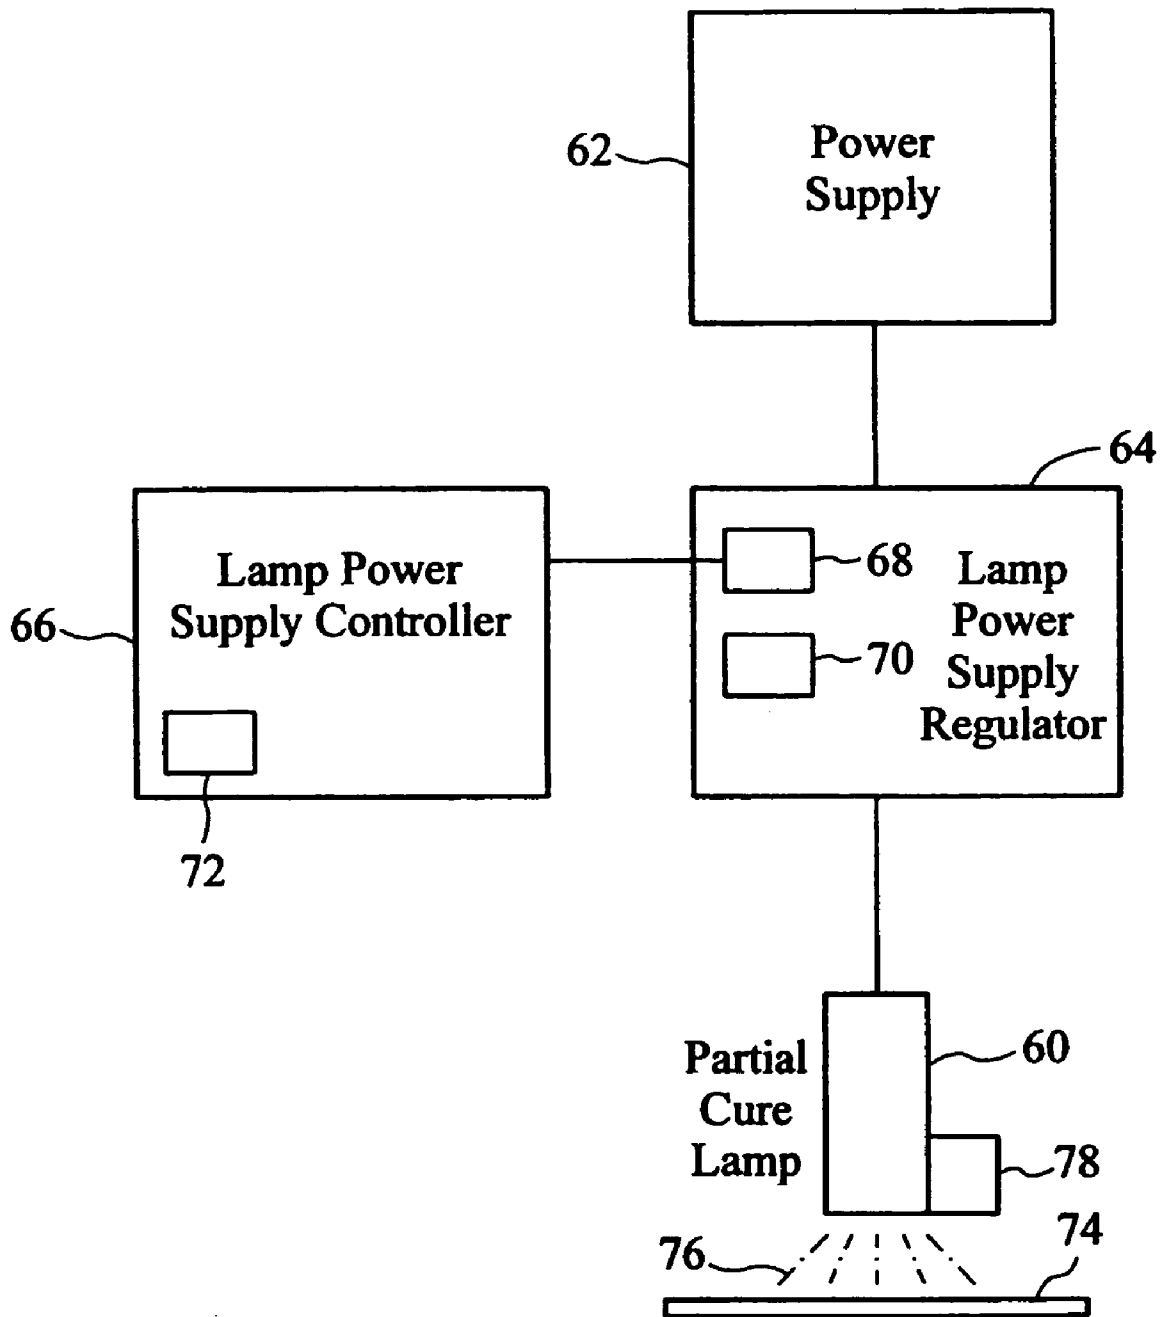 Power
Supply
62
64
Lamp Power
Supply Controller
66
72
68
70
Lamp
Power
Supply
Regulator
Partial
Cure
Lamp
60
78
76
74